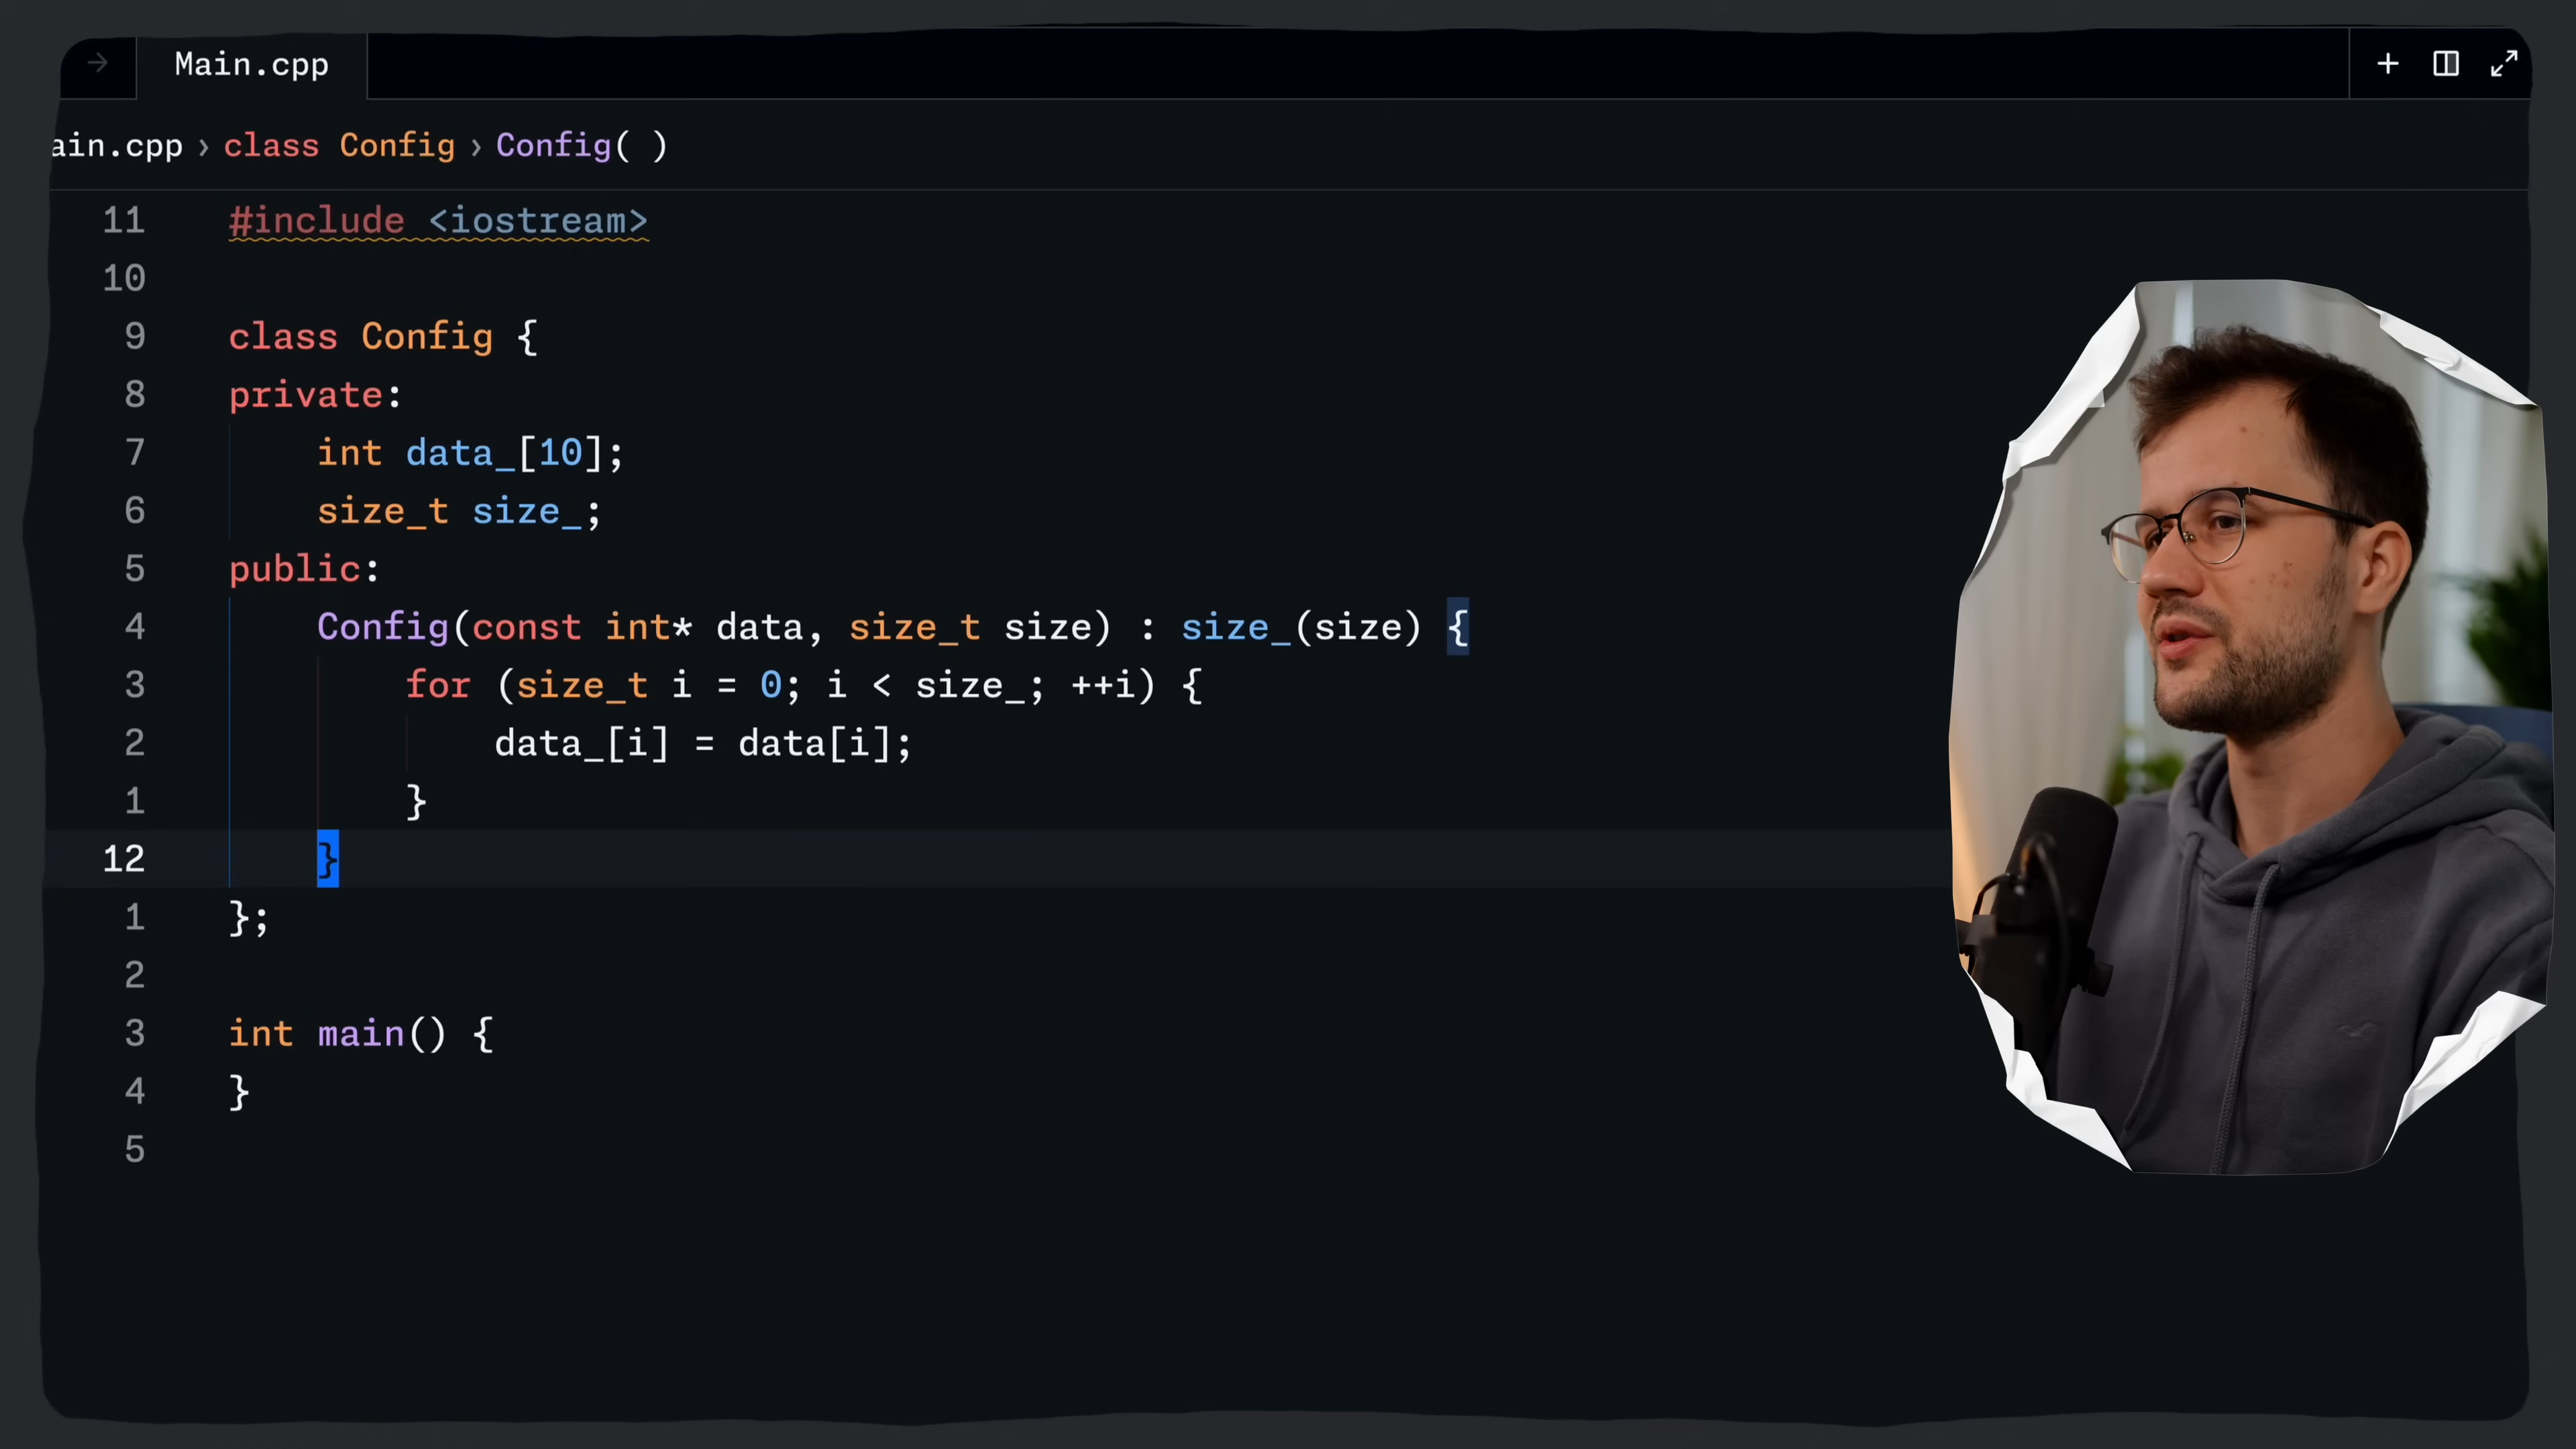 Main.cpp
ain.cpp › class Config › Config( )
11 #include <iostream>
10
9 class Config {
8 private:
7 int data_[10];
6 size_t size_;
5 public:
4 Config(const int* data, size_t size) : size_(size) {
3 for (size_t i = 0; i < size_; ++i) {
2 data_[i] = data[i];
1 }
12 }
1 };
2
3 int main() {
4 }
5